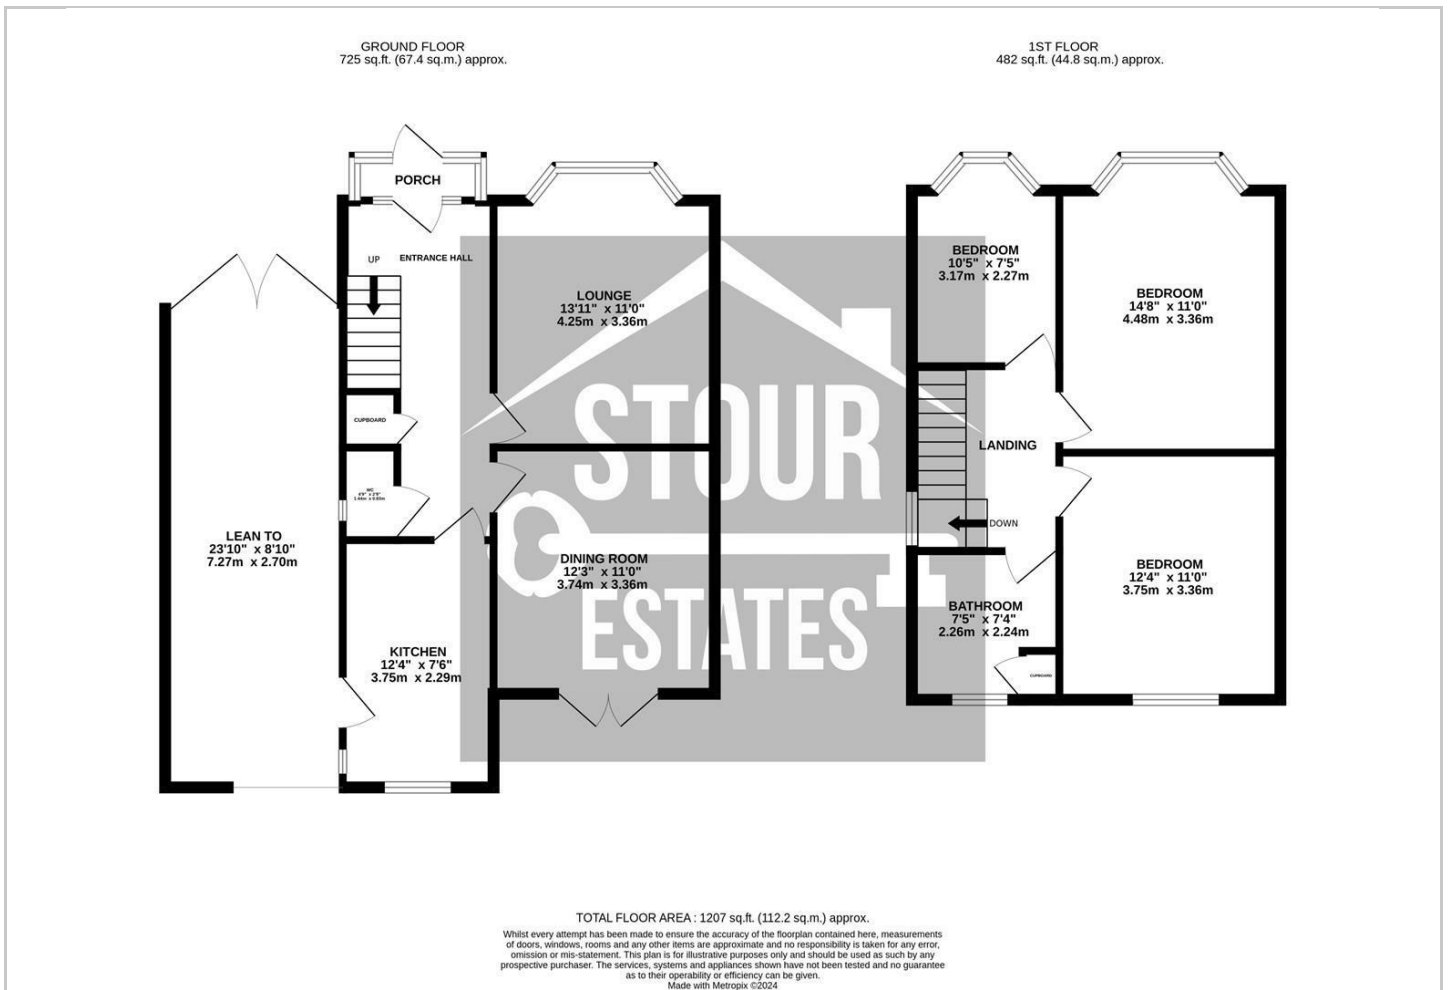 GROUND FLOOR
725 sq.ft. (67.4 sq.m.) approx.
1ST FLOOR
482 sq.ft. (44.8 sq.m.) approx.
PORCH
UP
ENTRANCE HALL
LOUNGE
13'11" x 11'0"
4.25m x 3.36m
CUPBOARD
WC
LEAN TO
23'10" x 8'10"
7.27m x 2.70m
DINING ROOM
12'3" x 11'0"
3.74m x 3.36m
KITCHEN
12'4" x 7'6"
3.75m x 2.29m
BEDROOM
10'5" x 7'5"
3.17m x 2.27m
BEDROOM
14'8" x 11'0"
4.48m x 3.36m
LANDING
DOWN
BEDROOM
12'4" x 11'0"
3.75m x 3.36m
BATHROOM
7'5" x 7'4"
2.26m x 2.24m
CUPBOARD
STOUR
ESTATES
TOTAL FLOOR AREA : 1207 sq.ft. (112.2 sq.m.) approx.
Whilst every attempt has been made to ensure the accuracy of the floorplan contained here, measurements
of doors, windows, rooms and any other items are approximate and no responsibility is taken for any error,
omission or mis-statement. This plan is for illustrative purposes only and should be used as such by any
prospective purchaser. The services, systems and appliances shown have not been tested and no guarantee
as to their operability or efficiency can be given.
Made with Metropix ©2024